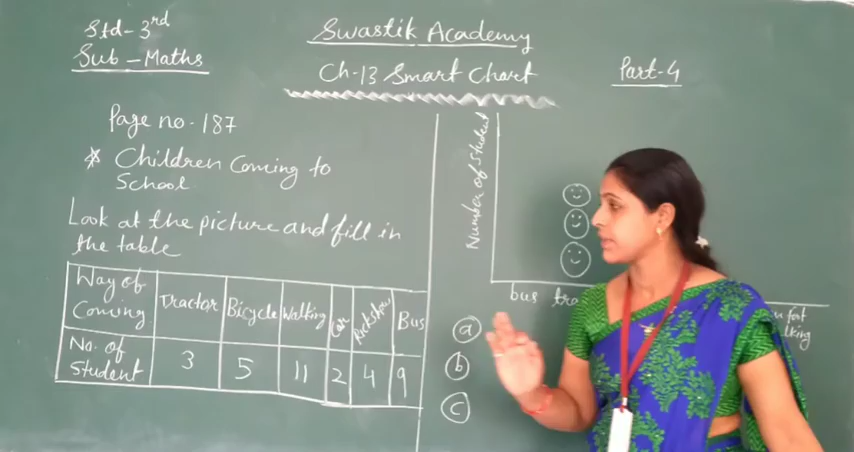 Std - 3rd
Sub - Maths
Swastik Academy
Ch-13 Smart Chart
Part-4
Page no. 187
* Children Coming to
School
Look at the picture and fill in
the table
Way of Coming Tractor Bicycle Walking Car Rickshow Bus
No. of Student 3 5 11 2 4 9
Number of Student
bus
a
b
c